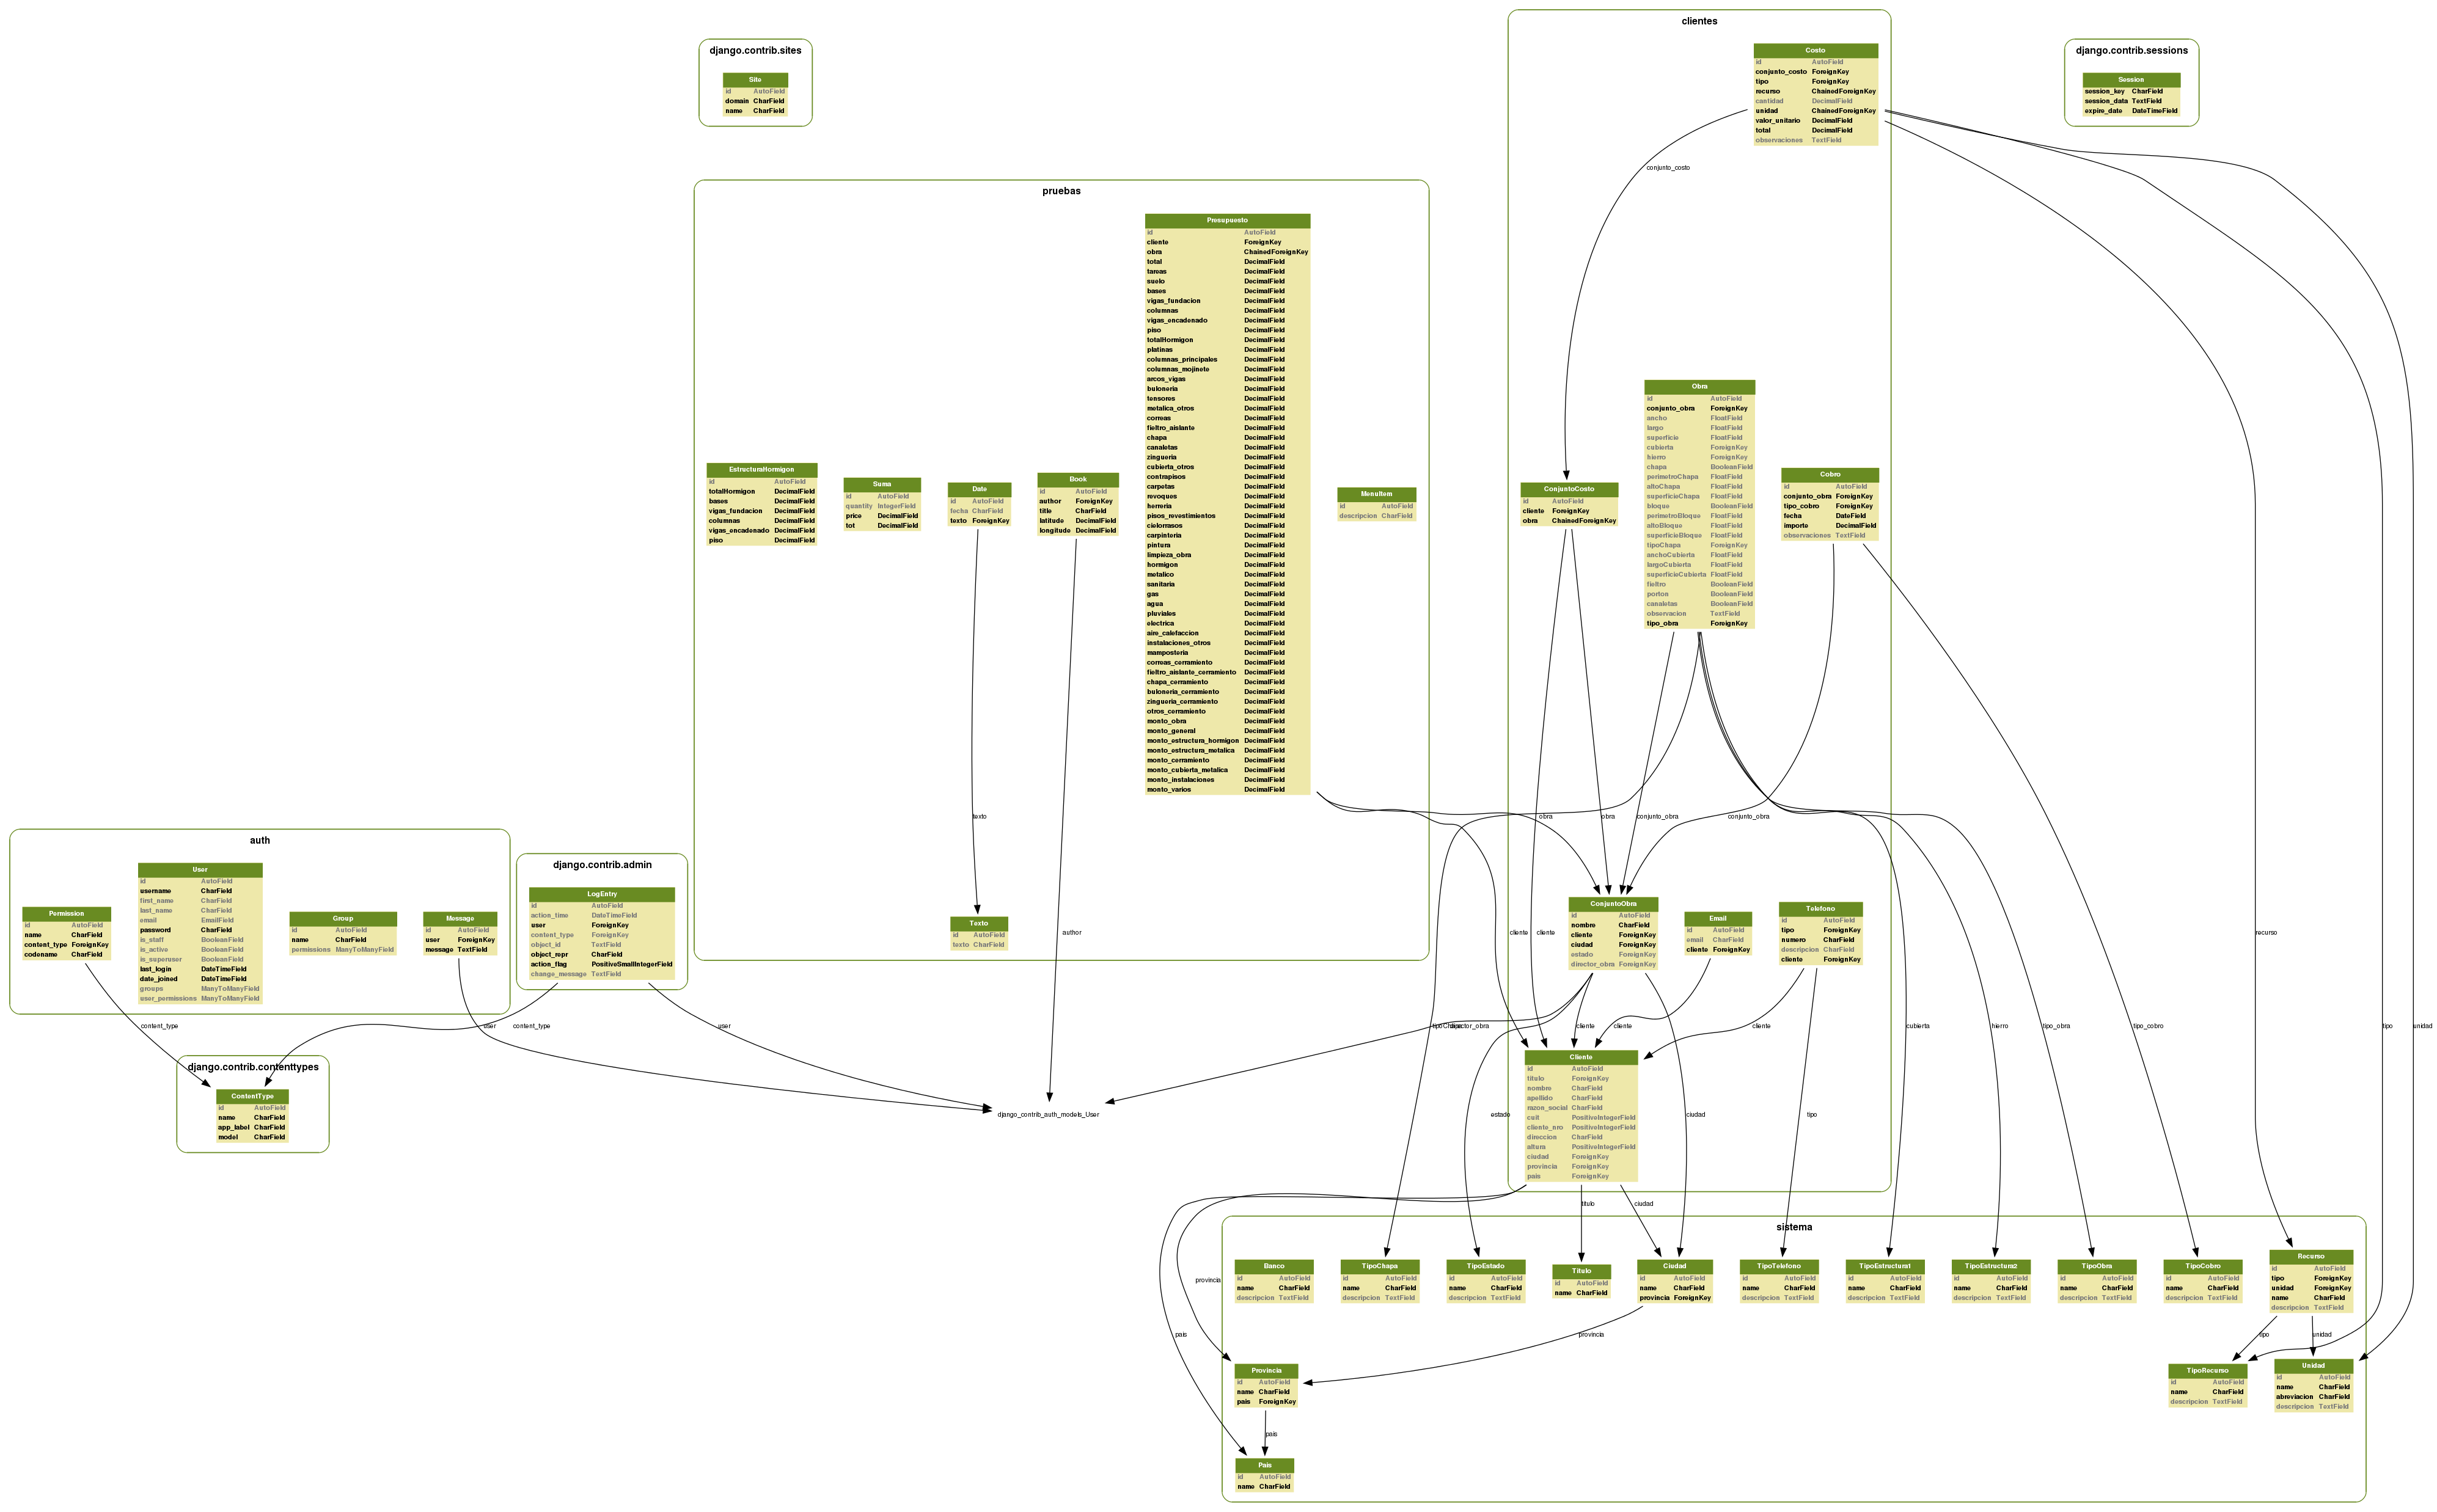 clientes
django.contrib.sites
django.contrib.sessions
Site
id AutoField
domain CharField
name CharField
Costo
id AutoField
conjunto_costo ForeignKey
tipo ForeignKey
recurso ChainedForeignKey
cantidad DecimalField
unidad ChainedForeignKey
valor_unitario DecimalField
total DecimalField
observaciones TextField
Session
session_key CharField
session_data TextField
expire_date DateTimeField
conjunto_costo
pruebas
Presupuesto
id AutoField
cliente ForeignKey
obra ChainedForeignKey
total DecimalField
tareas DecimalField
suelo DecimalField
bases DecimalField
vigas_fundacion DecimalField
columnas DecimalField
vigas_encadenado DecimalField
piso DecimalField
totalHormigon DecimalField
platinas DecimalField
columnas_principales DecimalField
columnas_mojinete DecimalField
arcos_vigas DecimalField
buloneria DecimalField
tensores DecimalField
metalica_otros DecimalField
correas DecimalField
fieltro_aislante DecimalField
chapa DecimalField
canaletas DecimalField
zingueria DecimalField
cubierta_otros DecimalField
contrapisos DecimalField
carpetas DecimalField
revoques DecimalField
herreria DecimalField
pisos_revestimientos DecimalField
cielorrasos DecimalField
carpinteria DecimalField
pintura DecimalField
limpieza_obra DecimalField
hormigon DecimalField
metalico DecimalField
sanitaria DecimalField
gas DecimalField
agua DecimalField
pluviales DecimalField
electrica DecimalField
aire_calefaccion DecimalField
instalaciones_otros DecimalField
mamposteria DecimalField
correas_cerramiento DecimalField
fieltro_aislante_cerramiento DecimalField
chapa_cerramiento DecimalField
buloneria_cerramiento DecimalField
zingueria_cerramiento DecimalField
otros_cerramiento DecimalField
monto_obra DecimalField
monto_general DecimalField
monto_estructura_hormigon DecimalField
monto_estructura_metalica DecimalField
monto_cerramiento DecimalField
monto_cubierta_metalica DecimalField
monto_instalaciones DecimalField
monto_varios DecimalField
EstructuraHormigon
id AutoField
totalHormigon DecimalField
bases DecimalField
vigas_fundacion DecimalField
columnas DecimalField
vigas_encadenado DecimalField
piso DecimalField
Suma
id AutoField
quantity IntegerField
price DecimalField
tot DecimalField
Date
id AutoField
fecha CharField
texto ForeignKey
Book
id AutoField
author ForeignKey
title CharField
latitude DecimalField
longitude DecimalField
MenuItem
id AutoField
descripcion CharField
ConjuntoCosto
id AutoField
cliente ForeignKey
obra ChainedForeignKey
Obra
id AutoField
conjunto_obra ForeignKey
ancho FloatField
largo FloatField
superficie FloatField
cubierta ForeignKey
hierro ForeignKey
chapa BooleanField
perimetroChapa FloatField
altoChapa FloatField
superficieChapa FloatField
bloque BooleanField
perimetroBloque FloatField
altoBloque FloatField
superficieBloque FloatField
tipoChapa ForeignKey
anchoCubierta FloatField
largoCubierta FloatField
superficieCubierta FloatField
fieltro BooleanField
porton BooleanField
canaletas BooleanField
observacion TextField
tipo_obra ForeignKey
Cobro
id AutoField
conjunto_obra ForeignKey
tipo_cobro ForeignKey
fecha DateField
importe DecimalField
observaciones TextField
texto
obra
obra
conjunto_obra
conjunto_obra
auth
Permission
id AutoField
name CharField
content_type ForeignKey
codename CharField
User
id AutoField
username CharField
first_name CharField
last_name CharField
email EmailField
password CharField
is_staff BooleanField
is_active BooleanField
is_superuser BooleanField
last_login DateTimeField
date_joined DateTimeField
groups ManyToManyField
user_permissions ManyToManyField
Group
id AutoField
name CharField
permissions ManyToManyField
Message
id AutoField
user ForeignKey
message TextField
django.contrib.admin
LogEntry
id AutoField
action_time DateTimeField
user ForeignKey
content_type ForeignKey
object_id TextField
object_repr CharField
action_flag PositiveSmallIntegerField
change_message TextField
Texto
id AutoField
texto CharField
author
cliente
cliente
ConjuntoObra
id AutoField
nombre CharField
cliente ForeignKey
ciudad ForeignKey
estado ForeignKey
director_obra ForeignKey
Email
id AutoField
email CharField
cliente ForeignKey
Telefono
id AutoField
tipo ForeignKey
numero CharField
descripcion CharField
cliente ForeignKey
recurso
content_type
user
content_type
user
cliente
cliente
cliente
cubierta
hierro
tipo_obra
tipo_cobro
tipo
unidad
django.contrib.contenttypes
ContentType
id AutoField
name CharField
app_label CharField
model CharField
django_contrib_auth_models_User
Cliente
id AutoField
titulo ForeignKey
nombre CharField
apellido CharField
razon_social CharField
cuit PositiveIntegerField
cliente_nro PositiveIntegerField
direccion CharField
altura PositiveIntegerField
ciudad ForeignKey
provincia ForeignKey
pais ForeignKey
estado
ciudad
tipo
titulo
ciudad
sistema
Banco
id AutoField
name CharField
descripcion TextField
TipoChapa
id AutoField
name CharField
descripcion TextField
TipoEstado
id AutoField
name CharField
descripcion TextField
Titulo
id AutoField
name CharField
Ciudad
id AutoField
name CharField
provincia ForeignKey
TipoTelefono
id AutoField
name CharField
descripcion TextField
TipoEstructura1
id AutoField
name CharField
descripcion TextField
TipoEstructura2
id AutoField
name CharField
descripcion TextField
TipoObra
id AutoField
name CharField
descripcion TextField
TipoCobro
id AutoField
name CharField
descripcion TextField
Recurso
id AutoField
tipo ForeignKey
unidad ForeignKey
name CharField
descripcion TextField
provincia
pais
provincia
tipo
unidad
Provincia
id AutoField
name CharField
pais ForeignKey
TipoRecurso
id AutoField
name CharField
descripcion TextField
Unidad
id AutoField
name CharField
abreviacion CharField
descripcion TextField
pais
Pais
id AutoField
name CharField